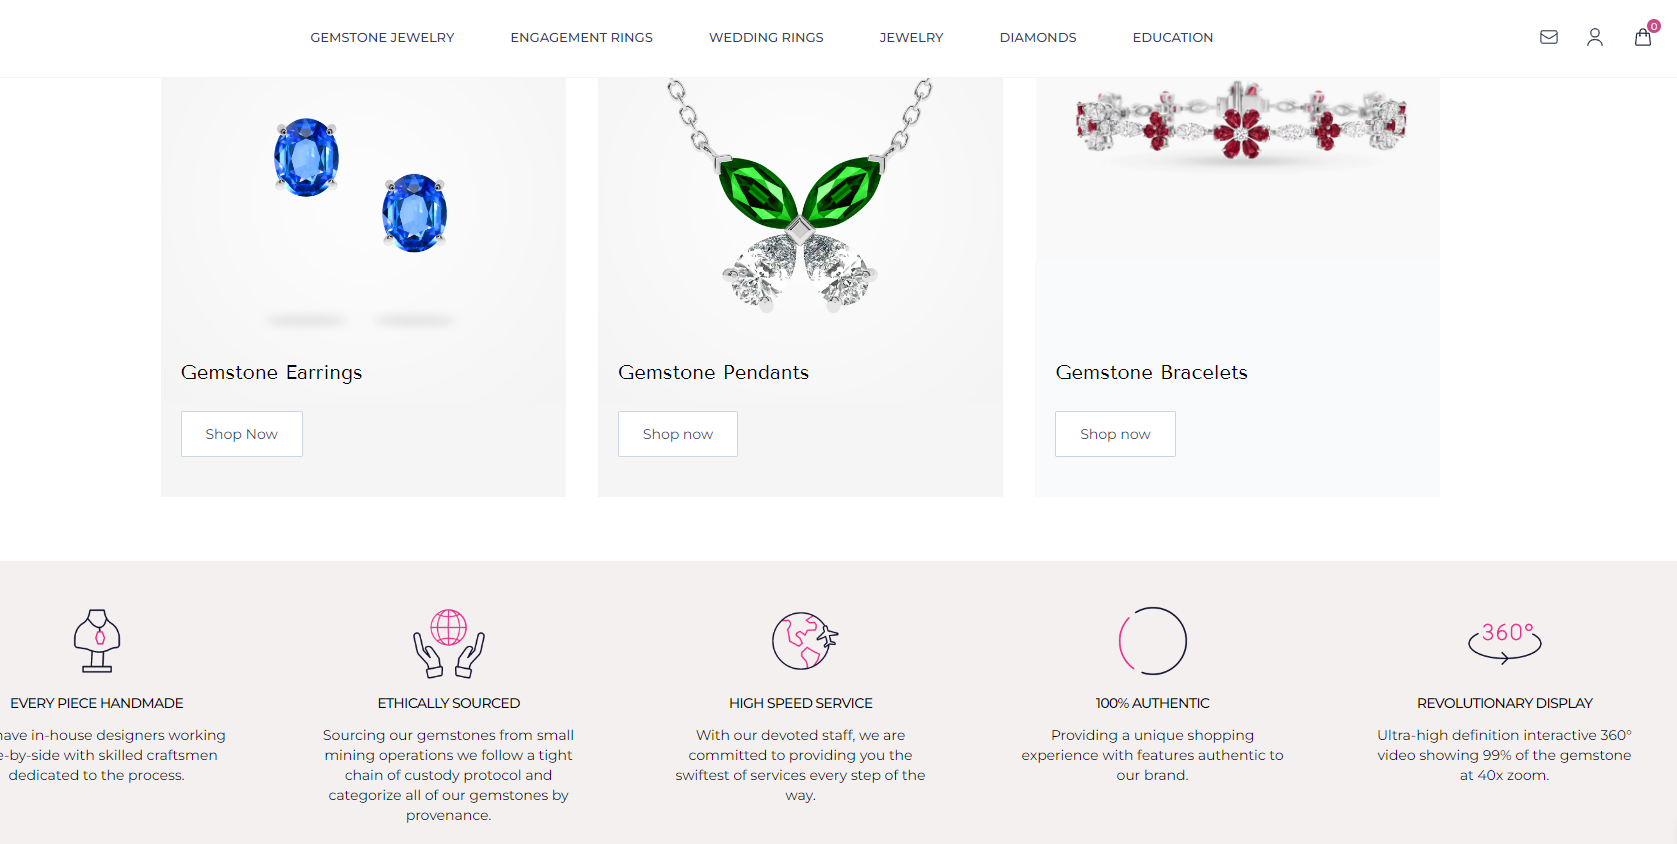 GEMSTONE JEWELRY ENGAGEMENT RINGS WEDDING RINGS JEWELRY DIAMONDS EDUCATION 0
Gemstone Earrings
Shop Now
Gemstone Pendants
Shop now
Gemstone Bracelets
Shop now
EVERY PIECE HANDMADE
have in-house designers working
e-by-side with skilled craftsmen
dedicated to the process.
ETHICALLY SOURCED
Sourcing our gemstones from small
mining operations we follow a tight
chain of custody protocol and
categorize all of our gemstones by
provenance.
HIGH SPEED SERVICE
With our devoted staff, we are
committed to providing you the
swiftest of services every step of the
way.
100% AUTHENTIC
Providing a unique shopping
experience with features authentic to
our brand.
360°
REVOLUTIONARY DISPLAY
Ultra-high definition interactive 360°
video showing 99% of the gemstone
at 40x zoom.